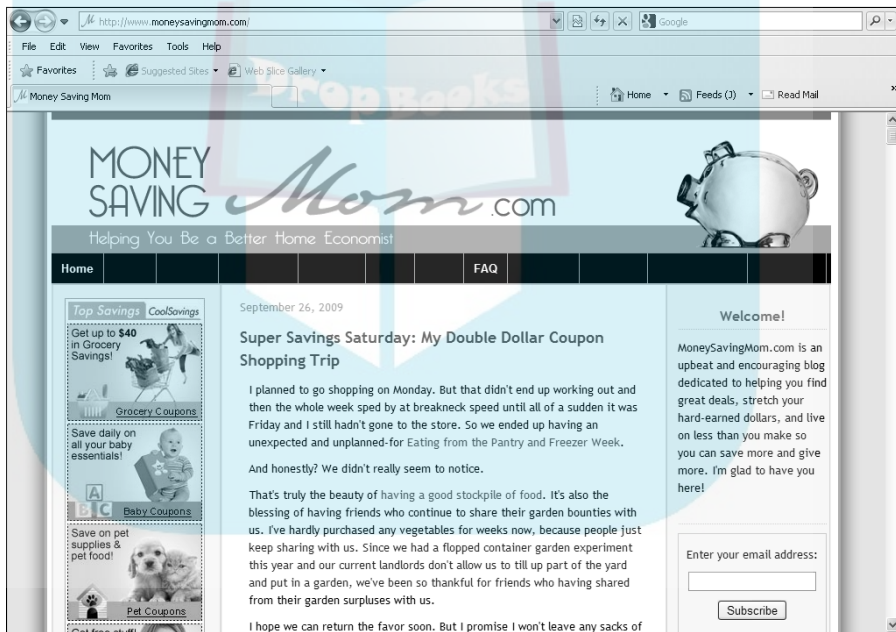 http://www.moneysavingmom.com/
Google
File Edit View Favorites Tools Help
Favorites Suggested Sites Web Slice Gallery
Money Saving Mom
Home Feeds (J) Read Mail
DropBooks
MONEY
SAVING Mom .com
Helping You Be a Better Home Economist
Home FAQ
Top Savings CoolSavings
Get up to $40
in Grocery
Savings!
Grocery Coupons
Save daily on
all your baby
essentials!
A
B C
Baby Coupons
Save on pet
supplies &
pet food!
Pet Coupons
Get free stuff!
September 26, 2009
Super Savings Saturday: My Double Dollar Coupon
Shopping Trip
I planned to go shopping on Monday. But that didn't end up working out and
then the whole week sped by at breakneck speed until all of a sudden it was
Friday and I still hadn't gone to the store. So we ended up having an
unexpected and unplanned-for Eating from the Pantry and Freezer Week.
And honestly? We didn't really seem to notice.
That's truly the beauty of having a good stockpile of food. It's also the
blessing of having friends who continue to share their garden bounties with
us. I've hardly purchased any vegetables for weeks now, because people just
keep sharing with us. Since we had a flopped container garden experiment
this year and our current landlords don't allow us to till up part of the yard
and put in a garden, we've been so thankful for friends who having shared
from their garden surpluses with us.
I hope we can return the favor soon. But I promise I won't leave any sacks of
Welcome!
MoneySavingMom.com is an
upbeat and encouraging blog
dedicated to helping you find
great deals, stretch your
hard-earned dollars, and live
on less than you make so
you can save more and give
more. I'm glad to have you
here!
Enter your email address:
Subscribe